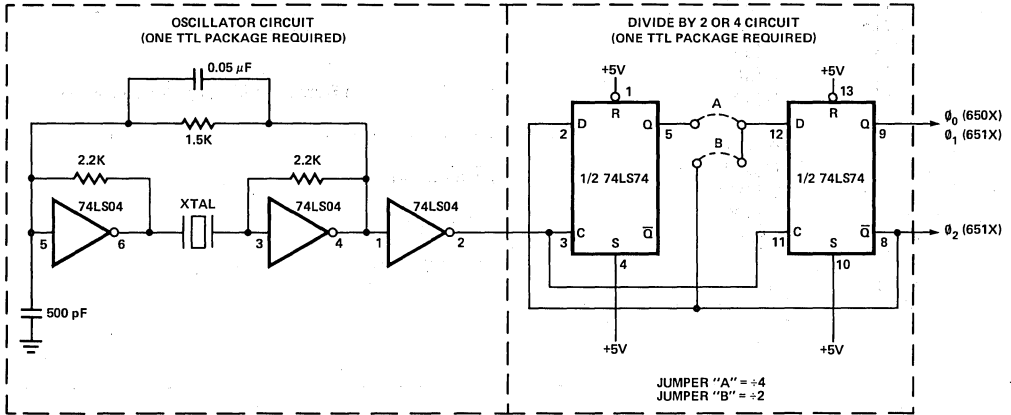 OSCILLATOR CIRCUIT
(ONE TTL PACKAGE REQUIRED)
0.05 μF
1.5K
2.2K
74LS04
5
6
XTAL
2.2K
74LS04
3
4
74LS04
1
2
500 pF
DIVIDE BY 2 OR 4 CIRCUIT
(ONE TTL PACKAGE REQUIRED)
+5V
1
R
2
D
Q
5
1/2 74LS74
3
C
S
Q̅
4
+5V
A
B
+5V
13
R
12
D
Q
9
1/2 74LS74
11
C
S
Q̅
8
10
+5V
Ø0 (650X)
Ø1 (651X)
Ø2 (651X)
JUMPER "A" = ÷4
JUMPER "B" = ÷2